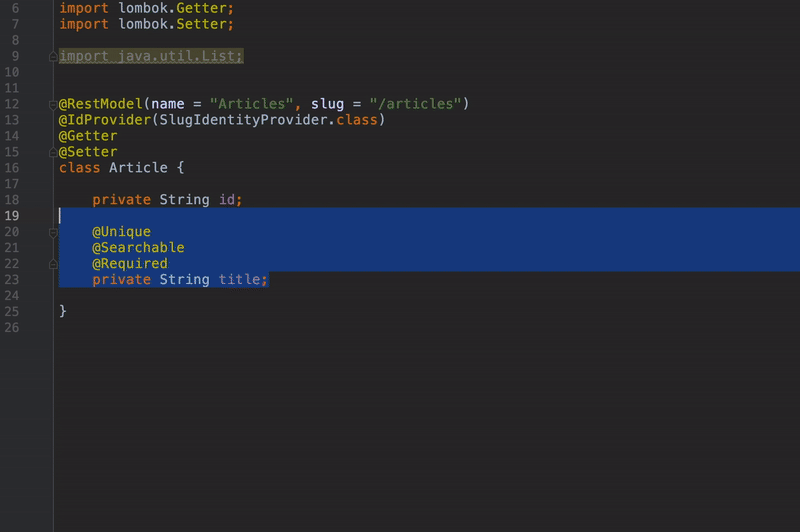 6 import lombok.Getter;
7 import lombok.Setter;
8
9 import java.util.List;
10
11
12 @RestModel(name = "Articles", slug = "/articles")
13 @IdProvider(SlugIdentityProvider.class)
14 @Getter
15 @Setter
16 class Article {
17
18 private String id;
19
20 @Unique
21 @Searchable
22 @Required
23 private String title;
24
25 }
26